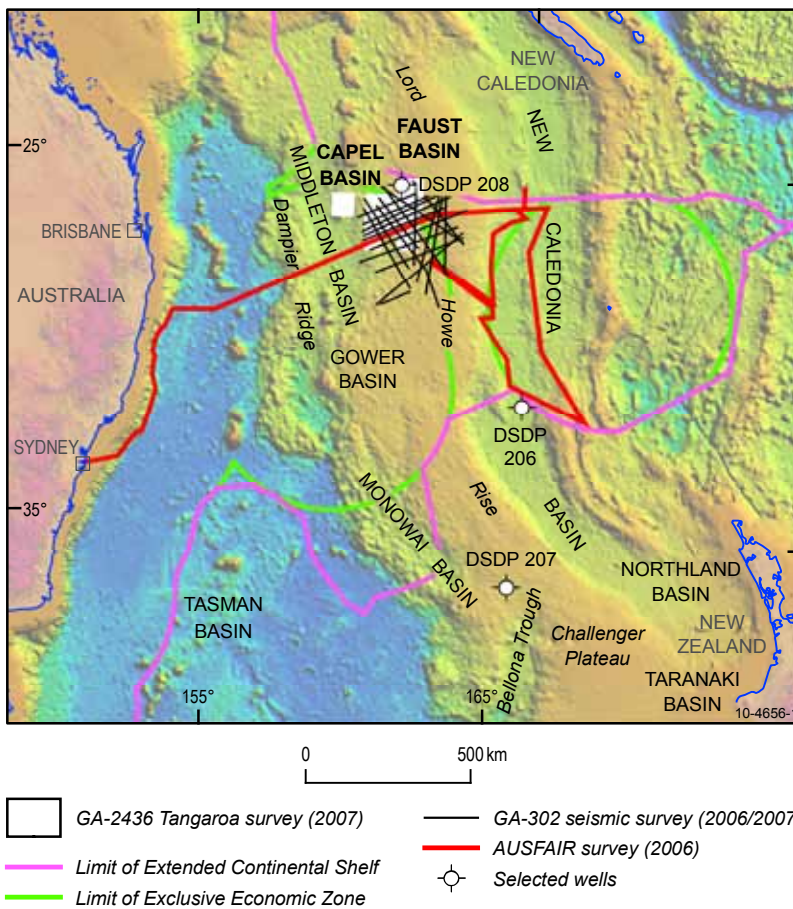 NEW
CALEDONIA
Lord
25°
FAUST
BASIN
CAPEL
BASIN
NEW
DSDP 208
MIDDLETON BASIN
Dampier
Ridge
BRISBANE
CALEDONIA
AUSTRALIA
Howe
GOWER
BASIN
DSDP
206
SYDNEY
MONOWAI BASIN
Rise
BASIN
35°
DSDP 207
NORTHLAND
BASIN
TASMAN
BASIN
NEW
ZEALAND
Challenger
Plateau
Bellona Trough
TARANAKI
BASIN
155°
165°
10-4656-1
0
500 km
GA-2436 Tangaroa survey (2007)
GA-302 seismic survey (2006/2007
AUSFAIR survey (2006)
Limit of Extended Continental Shelf
Selected wells
Limit of Exclusive Economic Zone